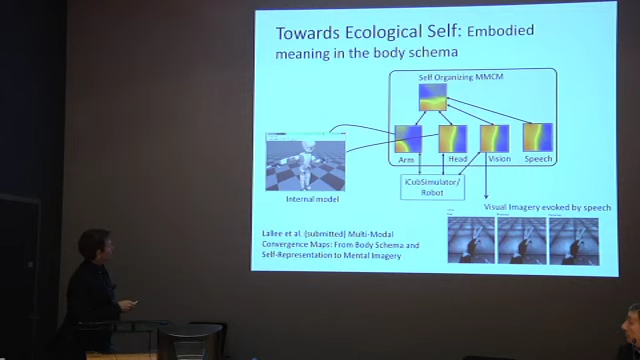 Towards Ecological Self: Embodied
meaning in the body schema
Self Organizing MMCM
Arm
Head
Vision
Speech
Internal model
iCubSimulator/
Robot
Visual Imagery evoked by speech
Lallee et al. (submitted) Multi-Modal
Convergence Maps: From Body Schema and
Self-Representation to Mental Imagery